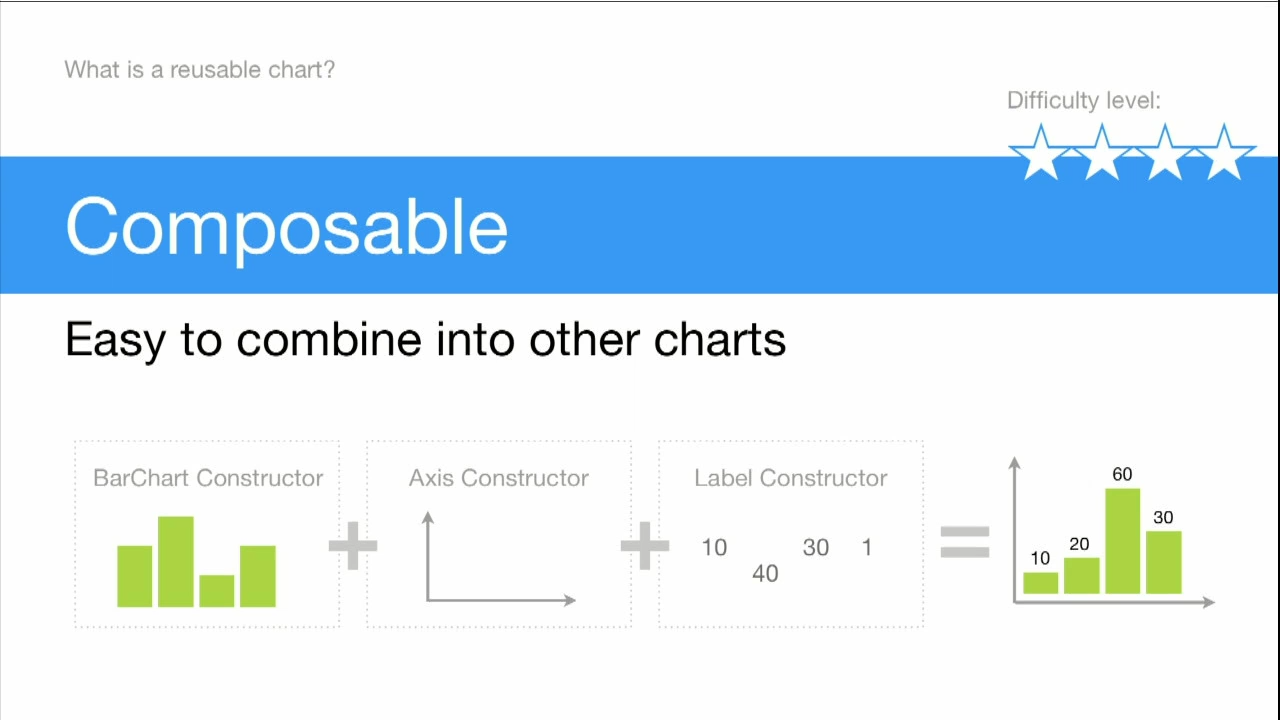 What is a reusable chart?
Difficulty level:
Composable
Easy to combine into other charts
BarChart Constructor
Axis Constructor
Label Constructor
10
40
30
1
10
20
60
30